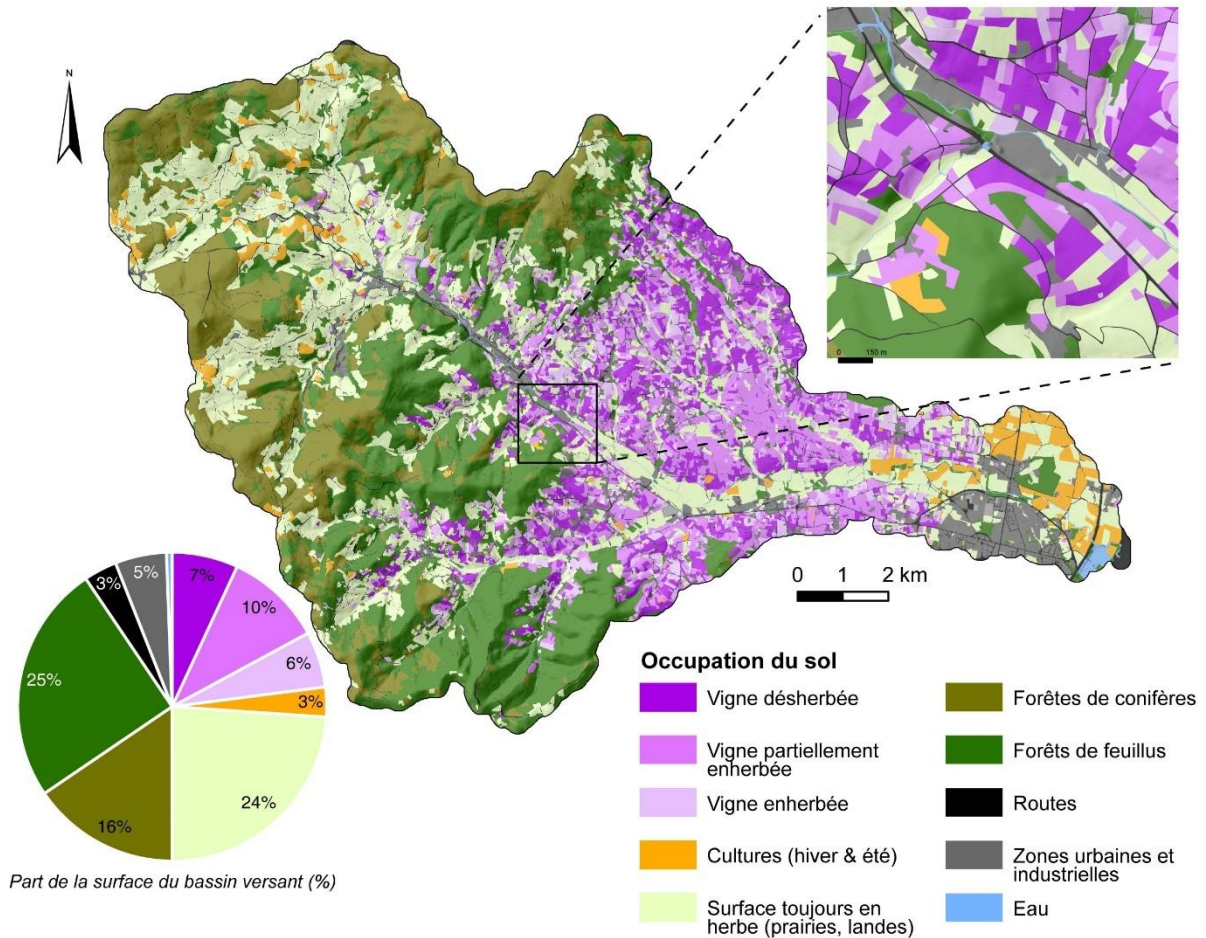 N
0 150 m
0 1 2 km
7%
10%
6%
3%
24%
16%
25%
3%
5%
Part de la surface du bassin versant (%)
Occupation du sol
Vigne désherbée
Vigne partiellement
enherbée
Vigne enherbée
Cultures (hiver & été)
Surface toujours en
herbe (prairies, landes)
Forêtes de conifères
Forêts de feuillus
Routes
Zones urbaines et
industrielles
Eau